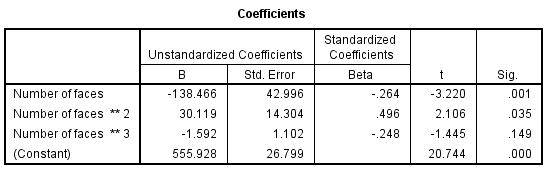 Coefficients
Unstandardized Coefficients Standardized Coefficients
B Std. Error Beta t Sig.
Number of faces -138.466 42.996 -.264 -3.220 .001
Number of faces ** 2 30.119 14.304 .496 2.106 .035
Number of faces ** 3 -1.592 1.102 -.248 -1.445 .149
(Constant) 555.928 26.799 20.744 .000